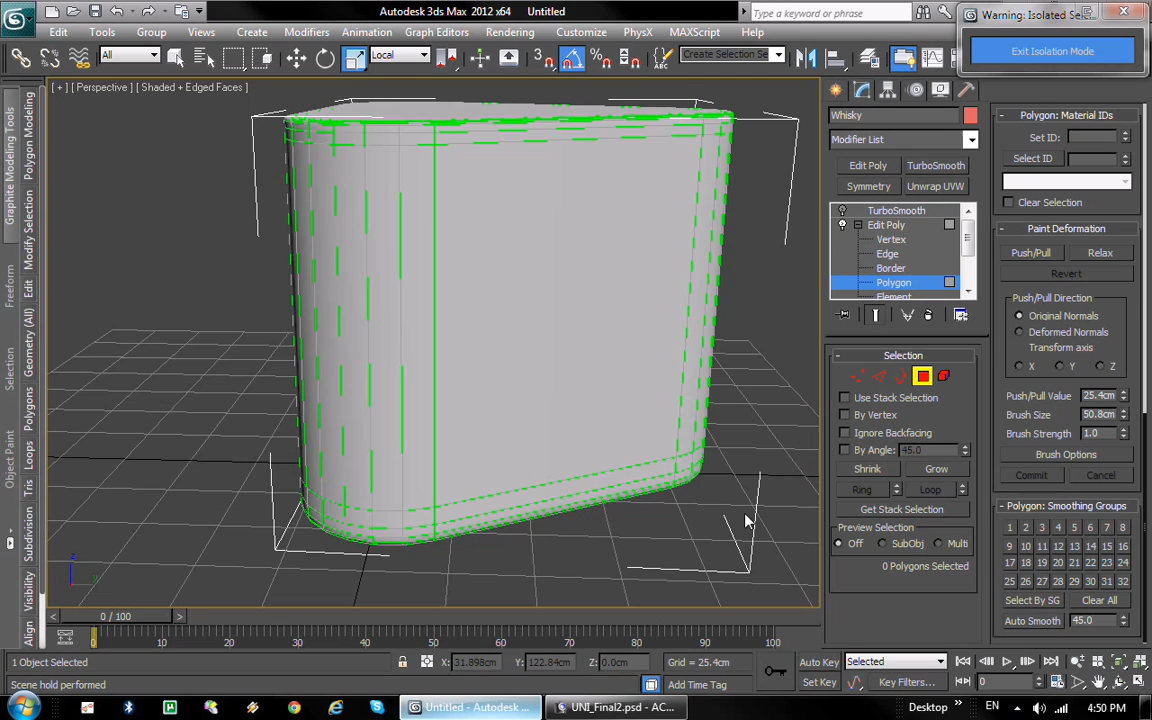 Autodesk 3ds Max 2012 x64 Untitled
Type a keyword or phrase
Warning: Isolated Sel...
Exit Isolation Mode
Edit Tools Group Views Create Modifiers Animation Graph Editors Rendering Customize PhysX MAXScript Help
All
Local
3
Create Selection Se
[ + ] [ Perspective ] [ Shaded + Edged Faces ]
Graphite Modeling Tools
Freeform
Selection
Object Paint
Polygon Modeling
Modify Selection
Edit
Geometry (All)
Polygons
Loops
Tris
Subdivision
Visibility
Align
Whisky
Modifier List
Edit Poly TurboSmooth
Symmetry Unwrap UVW
TurboSmooth
Edit Poly
Vertex
Edge
Border
Polygon
Element
Selection
Use Stack Selection
By Vertex
Ignore Backfacing
By Angle: 45.0
Shrink Grow
Ring Loop
Get Stack Selection
Preview Selection
Off SubObj Multi
0 Polygons Selected
Polygon: Material IDs
Set ID:
Select ID
Clear Selection
Paint Deformation
Push/Pull Relax
Revert
Push/Pull Direction
Original Normals
Deformed Normals
Transform axis
X Y Z
Push/Pull Value 25.4cm
Brush Size 50.8cm
Brush Strength 1.0
Brush Options
Commit Cancel
Polygon: Smoothing Groups
1 2 3 4 5 6 7 8
9 10 11 12 13 14 15 16
17 18 19 20 21 22 23 24
25 26 27 28 29 30 31 32
Select By SG Clear All
Auto Smooth 45.0
z
0 / 100
0 10 20 30 40 50 60 70 80 90 100
1 Object Selected X: 31.898cm Y: 122.84cm Z: 0.0cm Grid = 25.4cm Auto Key Selected
Scene hold performed Add Time Tag Set Key Key Filters... 0
Untitled - Autodesk ... UNI_Final2.psd - AC... Desktop » EN 4:50 PM